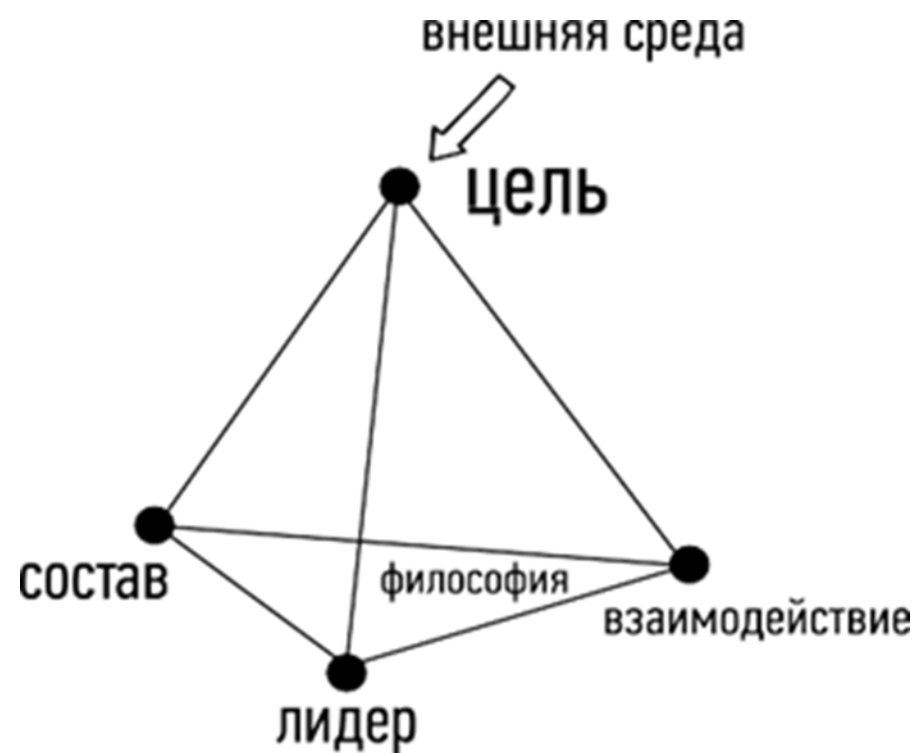 внешняя среда
цель
состав
философия
взаимодействие
лидер